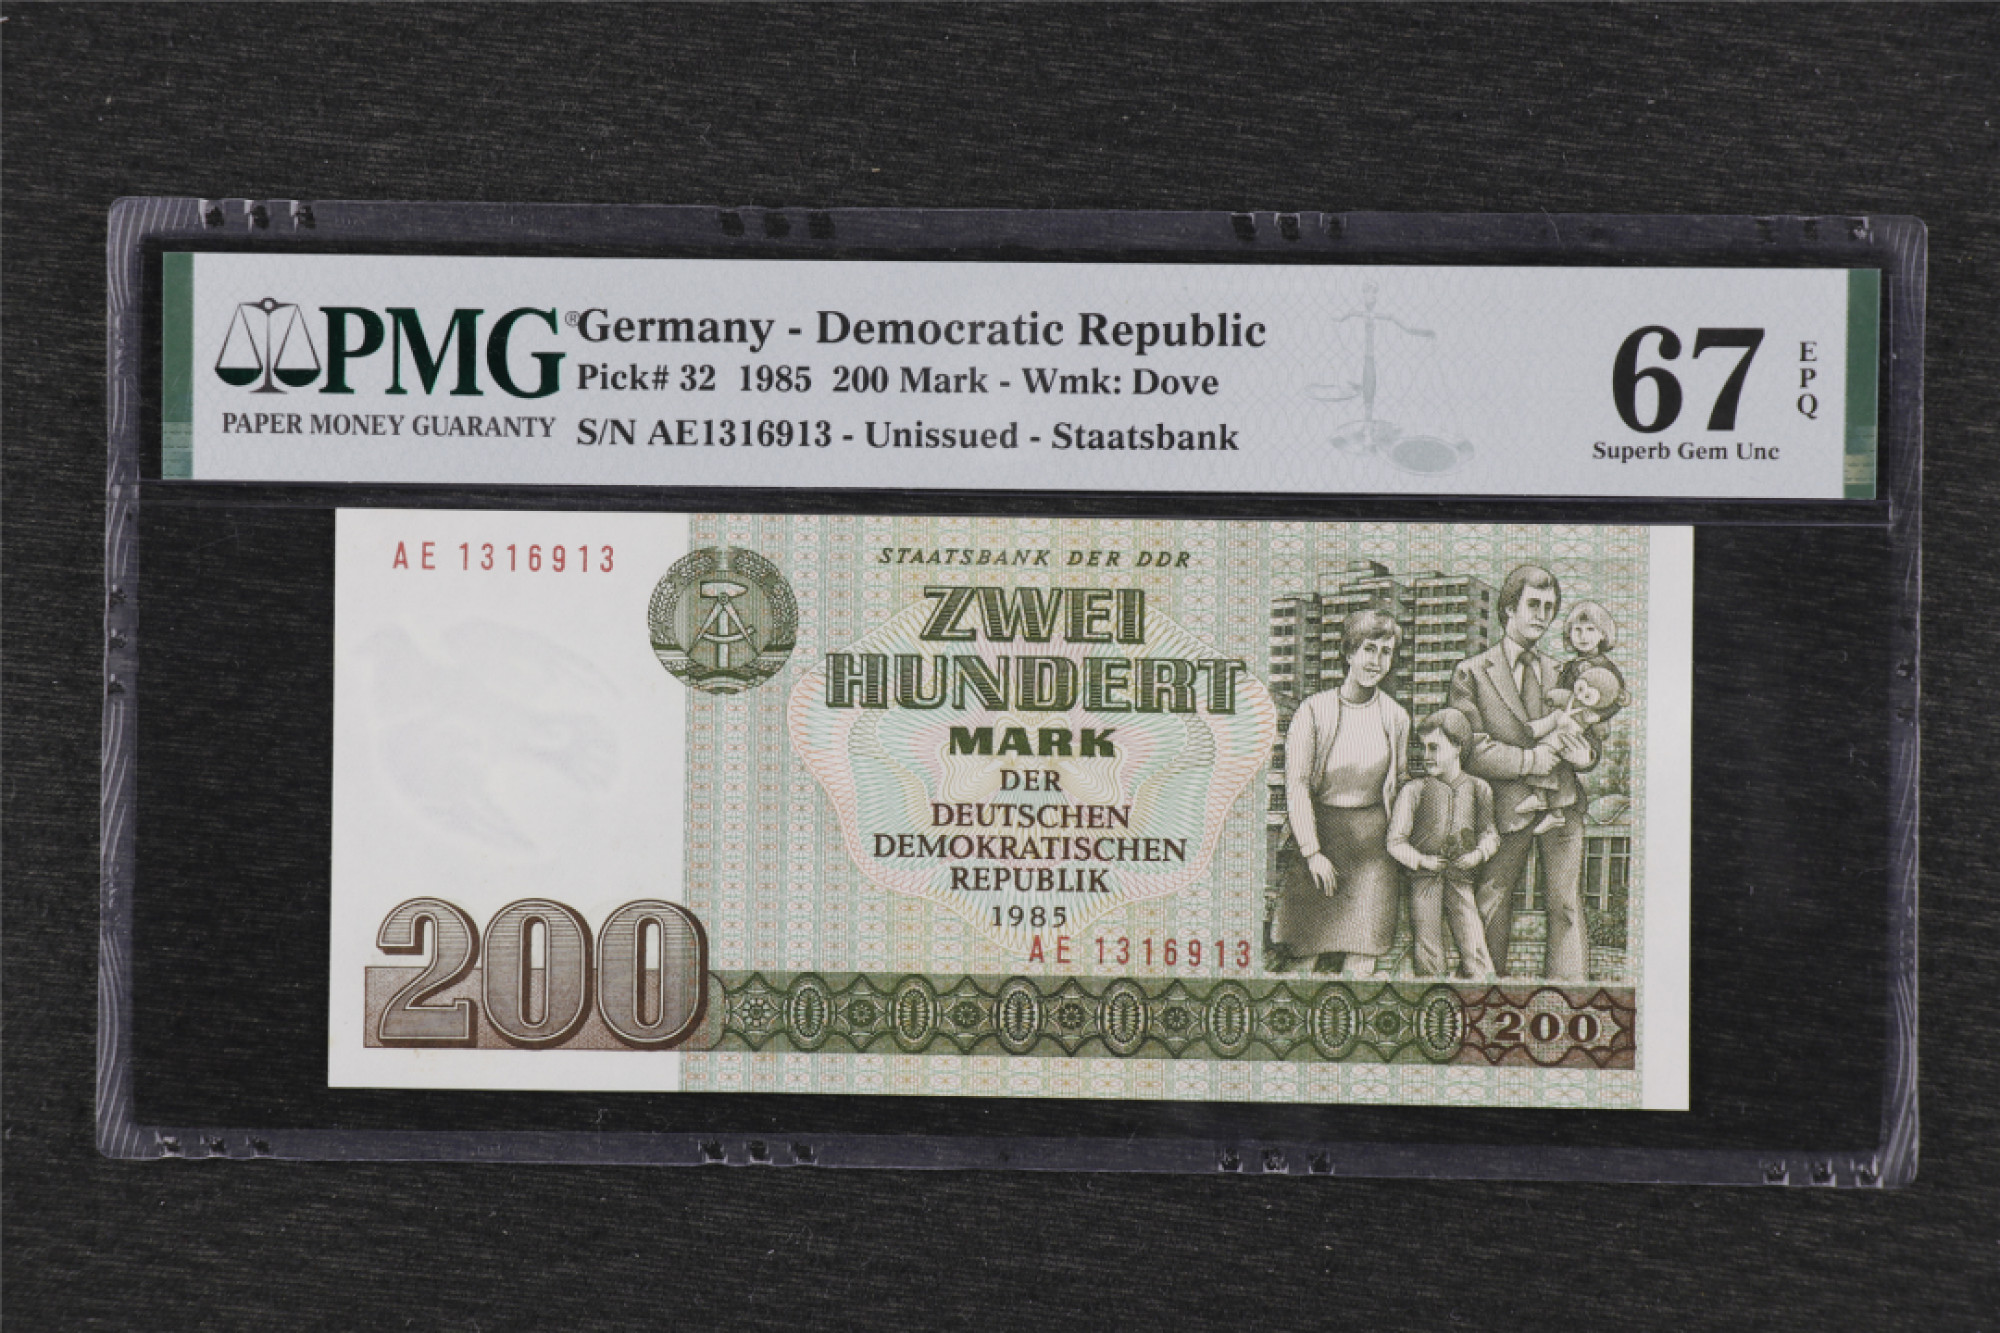 PMG®
PAPER MONEY GUARANTY
Germany - Democratic Republic
Pick# 32 1985 200 Mark - Wmk: Dove
S/N AE1316913 - Unissued - Staatsbank
67
EPQ
Superb Gem Unc
AE 1316913
STAATSBANK DER DDR
ZWEI
HUNDERT
MARK
DER
DEUTSCHEN
DEMOKRATISCHEN
REPUBLIK
1985
AE 1316913
200
200